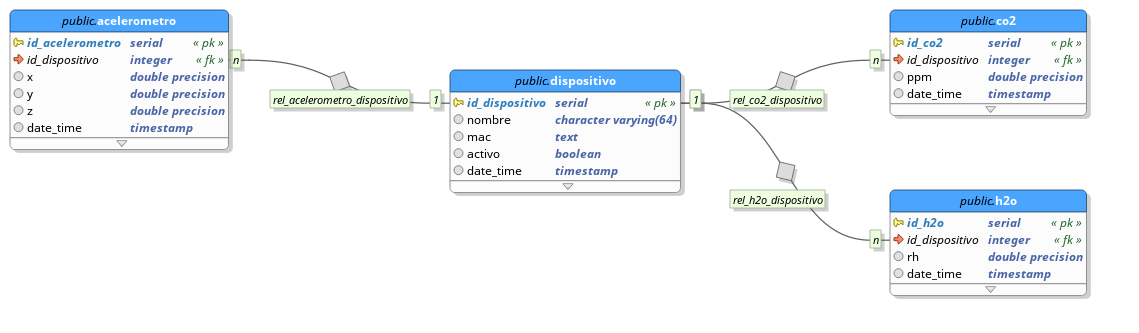 public.acelerometro
id_acelerometro serial « pk »
id_dispositivo integer « fk »
x double precision
y double precision
z double precision
date_time timestamp
n
rel_acelerometro_dispositivo
1
public.dispositivo
id_dispositivo serial « pk »
nombre character varying(64)
mac text
activo boolean
date_time timestamp
1
rel_co2_dispositivo
n
public.co2
id_co2 serial « pk »
id_dispositivo integer « fk »
ppm double precision
date_time timestamp
rel_h2o_dispositivo
n
public.h2o
id_h2o serial « pk »
id_dispositivo integer « fk »
rh double precision
date_time timestamp